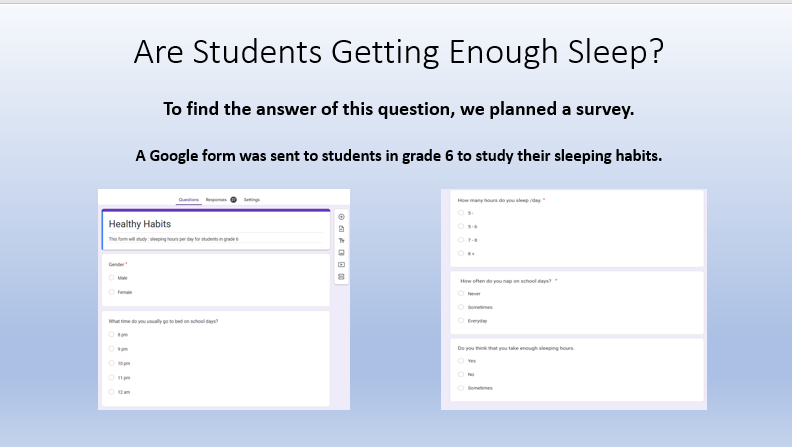 Are Students Getting Enough Sleep?
To find the answer of this question, we planned a survey.
A Google form was sent to students in grade 6 to study their sleeping habits.
Questions Responses 21 Settings
Healthy Habits
This form will study : sleeping hours per day for students in grade 6
Gender *
Male
Female
What time do you usually go to bed on school days?
8 pm
9 pm
10 pm
11 pm
12 am
How many hours do you sleep /day. *
5 -
5 - 6
7 - 8
8 +
How often do you nap on school days? *
Never
Sometimes
Everyday
Do you think that you take enough sleeping hours.
Yes
No
Sometimes